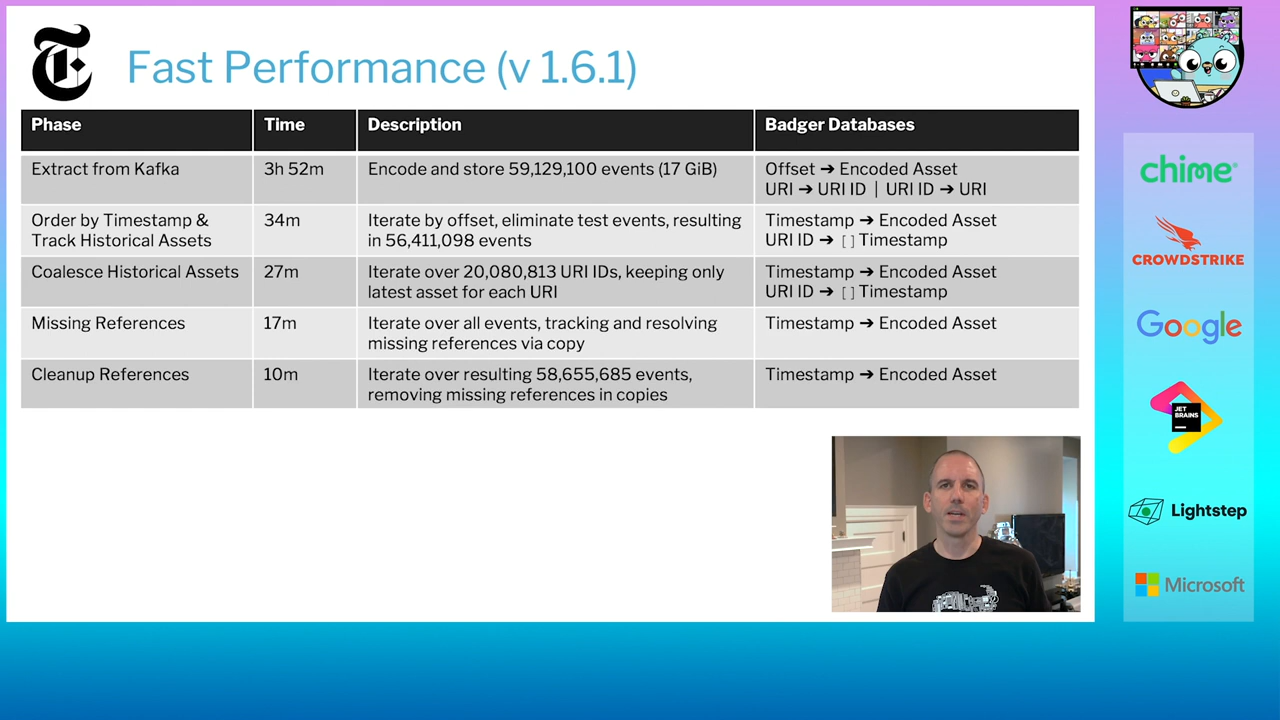 Fast Performance (v 1.6.1)
Phase Time Description Badger Databases
Extract from Kafka 3h 52m Encode and store 59,129,100 events (17 GiB) Offset ➔ Encoded Asset
URI ➔ URI ID | URI ID ➔ URI
Order by Timestamp & 34m Iterate by offset, eliminate test events, resulting Timestamp ➔ Encoded Asset
Track Historical Assets in 56,411,098 events URI ID ➔ [ ] Timestamp
Coalesce Historical Assets 27m Iterate over 20,080,813 URI IDs, keeping only Timestamp ➔ Encoded Asset
latest asset for each URI URI ID ➔ [ ] Timestamp
Missing References 17m Iterate over all events, tracking and resolving Timestamp ➔ Encoded Asset
missing references via copy
Cleanup References 10m Iterate over resulting 58,655,685 events, Timestamp ➔ Encoded Asset
removing missing references in copies
chime®
CROWDSTRIKE
Google
JET
BRAINS
Lightstep
Microsoft